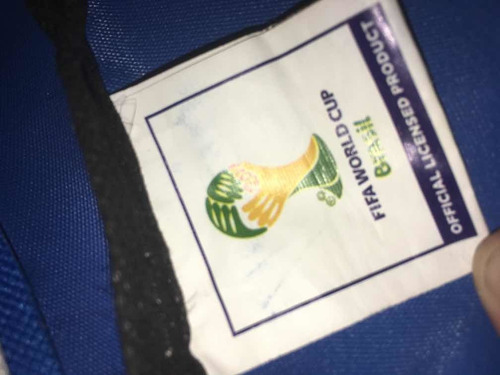 FIFA WORLD CUP
Brasil
OFFICIAL LICENSED PRODUCT